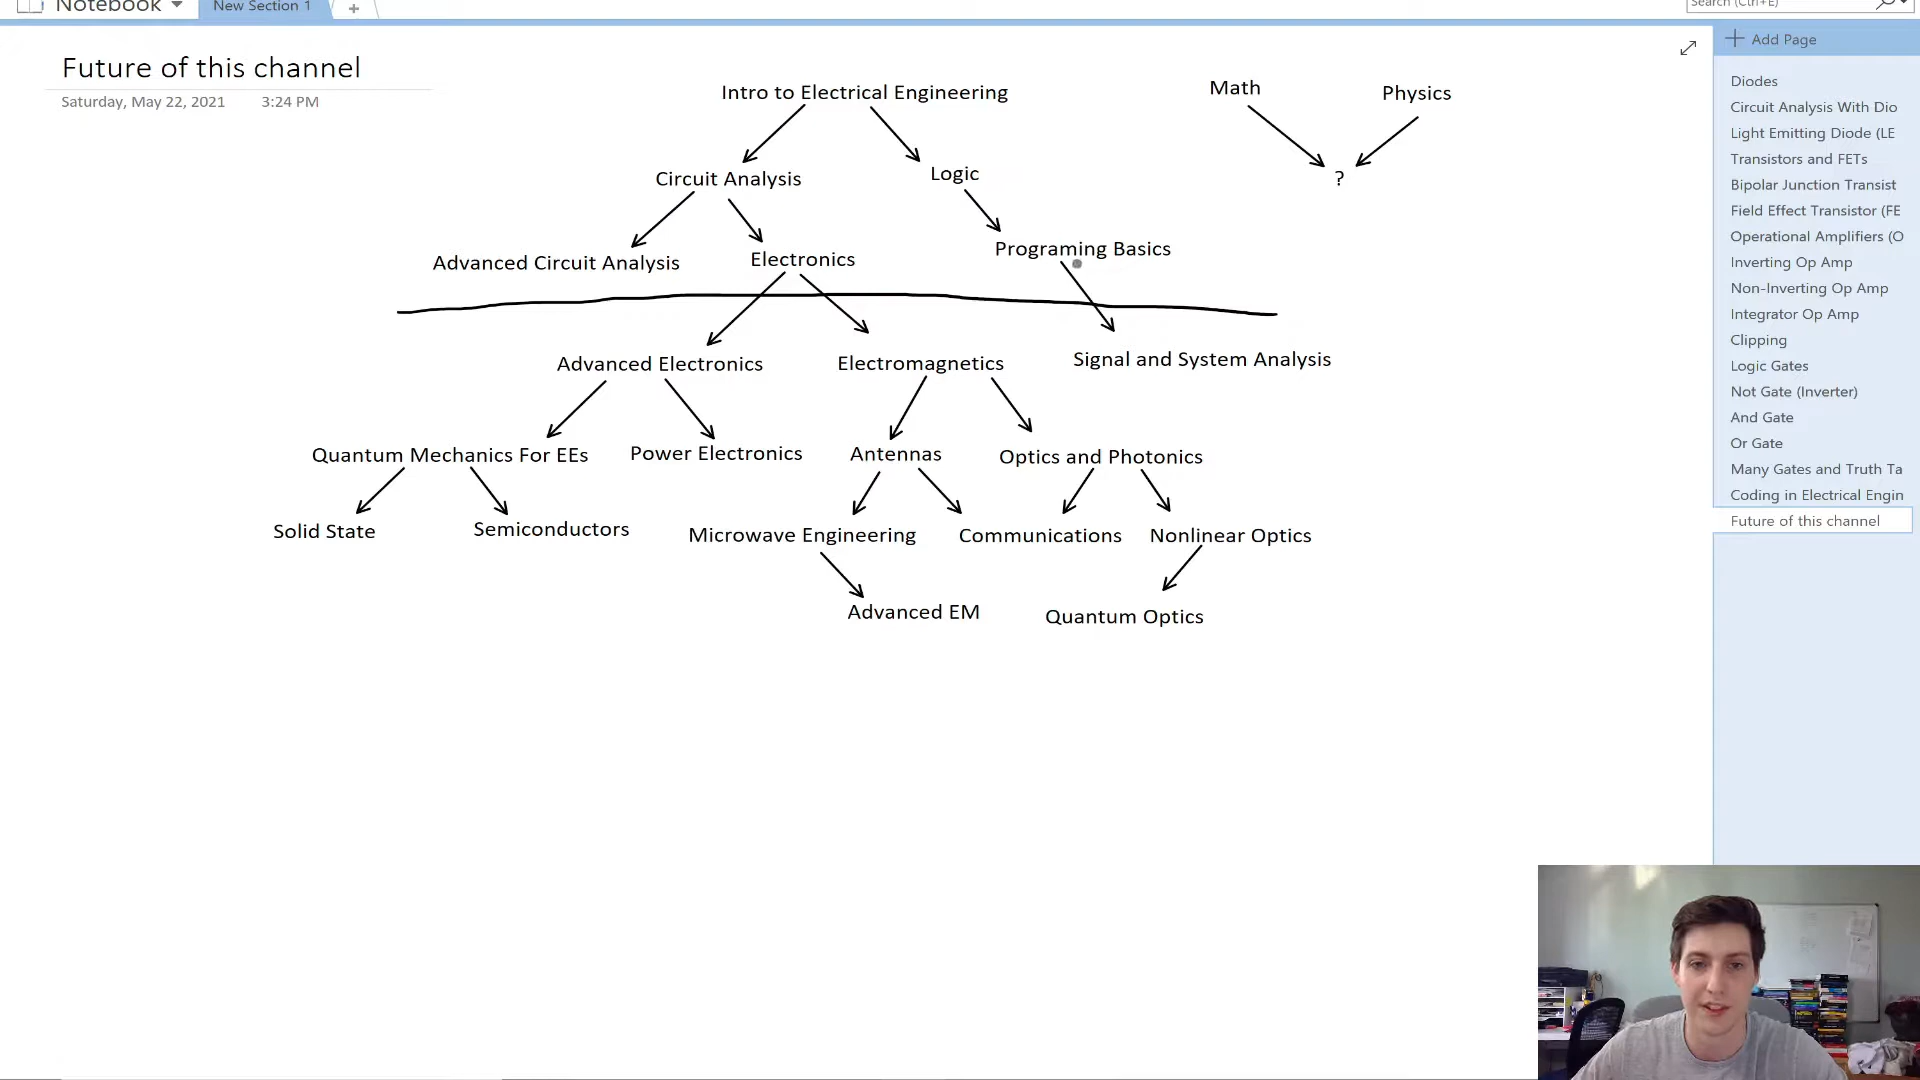 Notebook
New Section 1
Search (Ctrl+E)
Future of this channel
Saturday, May 22, 2021 3:24 PM
Intro to Electrical Engineering
Math
Physics
Circuit Analysis
Logic
?
Advanced Circuit Analysis
Electronics
Programing Basics
Advanced Electronics
Electromagnetics
Signal and System Analysis
Quantum Mechanics For EEs
Power Electronics
Antennas
Optics and Photonics
Solid State
Semiconductors
Microwave Engineering
Communications
Nonlinear Optics
Advanced EM
Quantum Optics
Add Page
Diodes
Circuit Analysis With Dio
Light Emitting Diode (LE
Transistors and FETs
Bipolar Junction Transist
Field Effect Transistor (FE
Operational Amplifiers (O
Inverting Op Amp
Non-Inverting Op Amp
Integrator Op Amp
Clipping
Logic Gates
Not Gate (Inverter)
And Gate
Or Gate
Many Gates and Truth Ta
Coding in Electrical Engin
Future of this channel